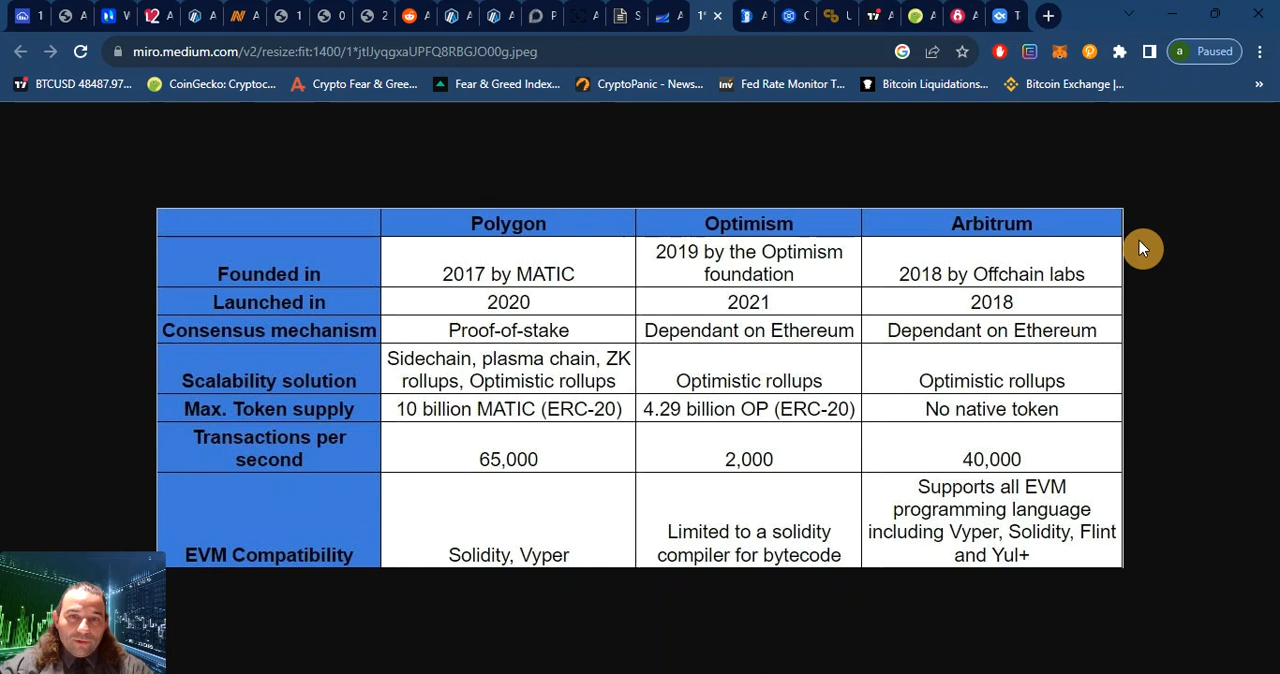 1
A
V
A
A
A
1
0
2
A
A
A
P
A
S
A
1
A
C
U
A
A
A
T
miro.medium.com/v2/resize:fit:1400/1*jtIJyqgxaUPFQ8RBGJO00g.jpeg
a Paused
BTCUSD 48487.97...
CoinGecko: Cryptoc...
Crypto Fear & Gree...
Fear & Greed Index...
CryptoPanic - News...
Fed Rate Monitor T...
Bitcoin Liquidations...
Bitcoin Exchange |...
»
Polygon Optimism Arbitrum
2019 by the Optimism
Founded in 2017 by MATIC foundation 2018 by Offchain labs
Launched in 2020 2021 2018
Consensus mechanism Proof-of-stake Dependant on Ethereum Dependant on Ethereum
Sidechain, plasma chain, ZK
Scalability solution rollups, Optimistic rollups Optimistic rollups Optimistic rollups
Max. Token supply 10 billion MATIC (ERC-20) 4.29 billion OP (ERC-20) No native token
Transactions per
second 65,000 2,000 40,000
Supports all EVM
programming language
Limited to a solidity including Vyper, Solidity, Flint
EVM Compatibility Solidity, Vyper compiler for bytecode and Yul+